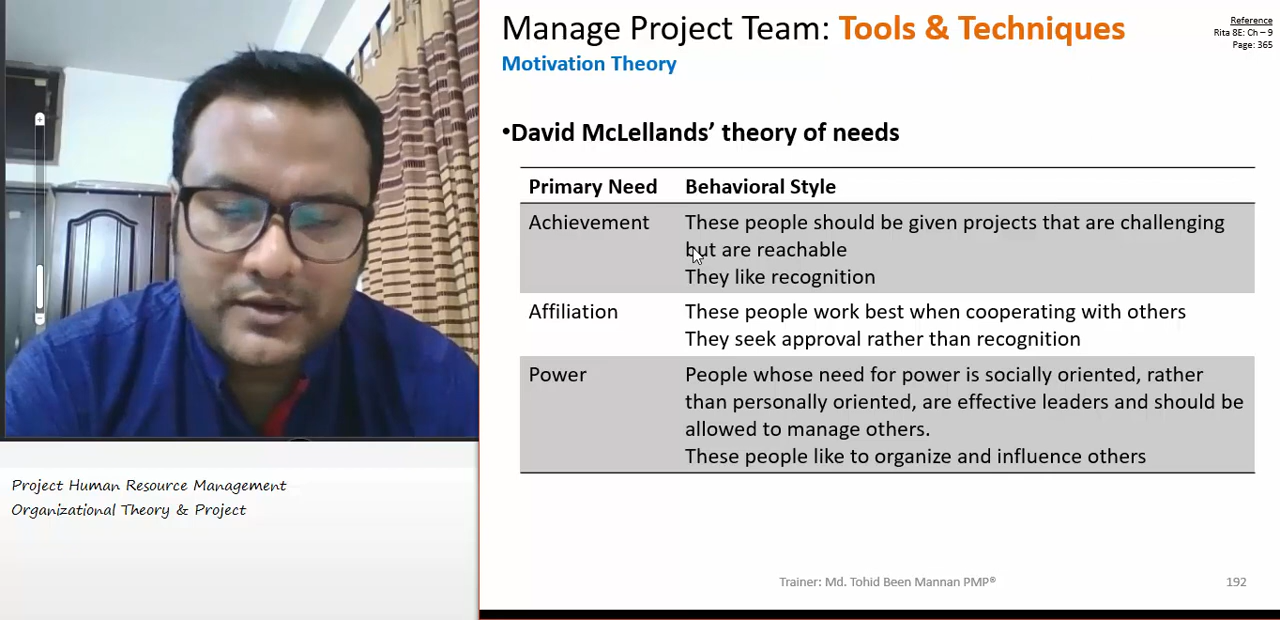 Manage Project Team: Tools & Techniques
Motivation Theory
Reference
Rita 8E: Ch – 9
Page: 365
•David McLellands’ theory of needs
Primary Need Behavioral Style
Achievement These people should be given projects that are challenging
but are reachable
They like recognition
Affiliation These people work best when cooperating with others
They seek approval rather than recognition
Power People whose need for power is socially oriented, rather
than personally oriented, are effective leaders and should be
allowed to manage others.
These people like to organize and influence others
Project Human Resource Management
Organizational Theory & Project
Trainer: Md. Tohid Been Mannan PMP®
192